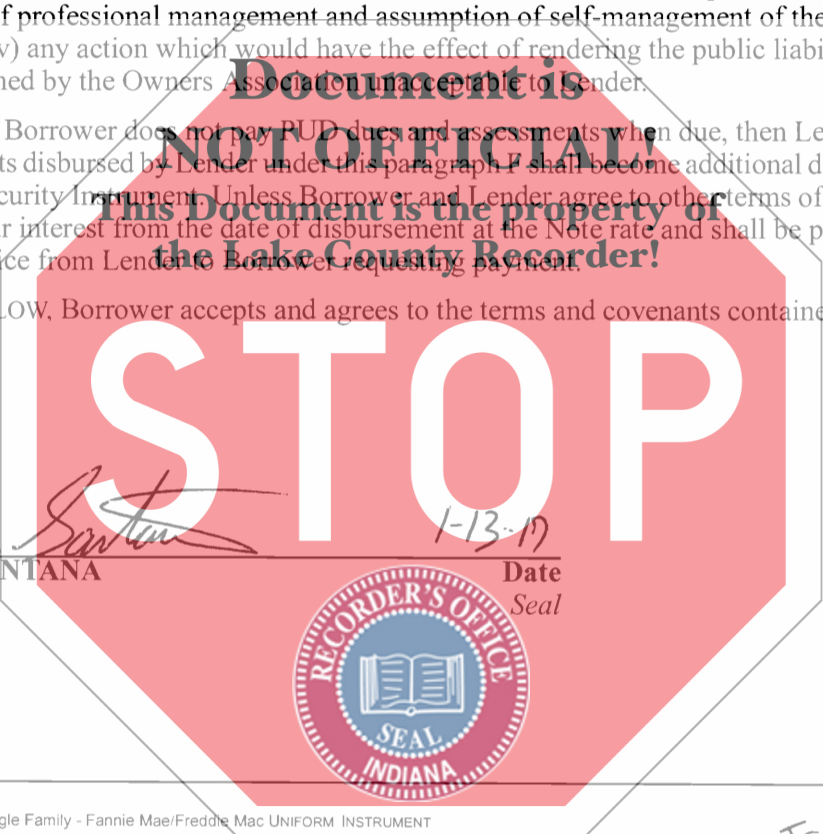 f professional management and assumption of self-management of the
v) any action which would have the effect of rendering the public liabi
ned by the Owners Association unacceptable to Lender.
Document is
Borrower does not pay PUD dues and assessments when due, then Le
NOT OFFICIAL!
ts disbursed by Lender under this paragraph F shall become additional d
curity Instrument. Unless Borrower and Lender agree to other terms of
This Document is the property of
r interest from the date of disbursement at the Note rate and shall be p
the Lake County Recorder!
ice from Lender to Borrower requesting payment.
LOW, Borrower accepts and agrees to the terms and covenants containe
STOP
Santana 1-13-17
NTANA Date
Seal
RECORDER'S OFFICE
SEAL
INDIANA
gle Family - Fannie Mae/Freddie Mac UNIFORM INSTRUMENT